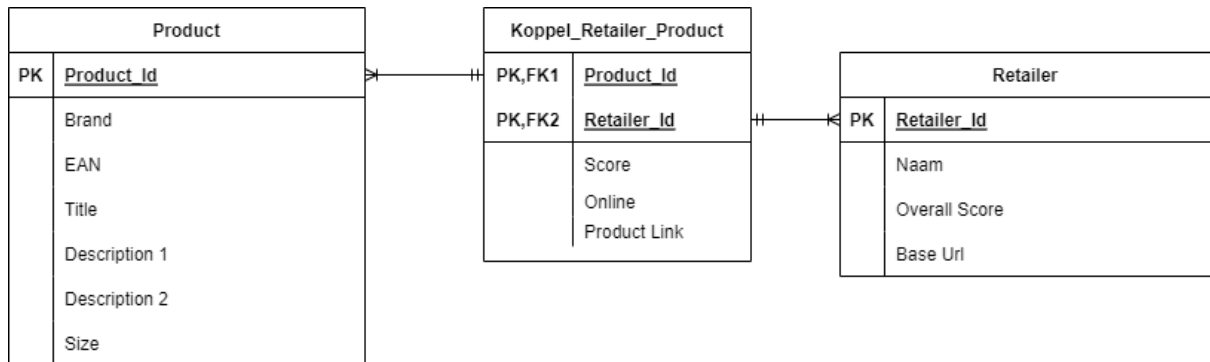 Product
PK Product_Id
Brand
EAN
Title
Description 1
Description 2
Size
Koppel_Retailer_Product
PK,FK1 Product_Id
PK,FK2 Retailer_Id
Score
Online
Product Link
Retailer
PK Retailer_Id
Naam
Overall Score
Base Url